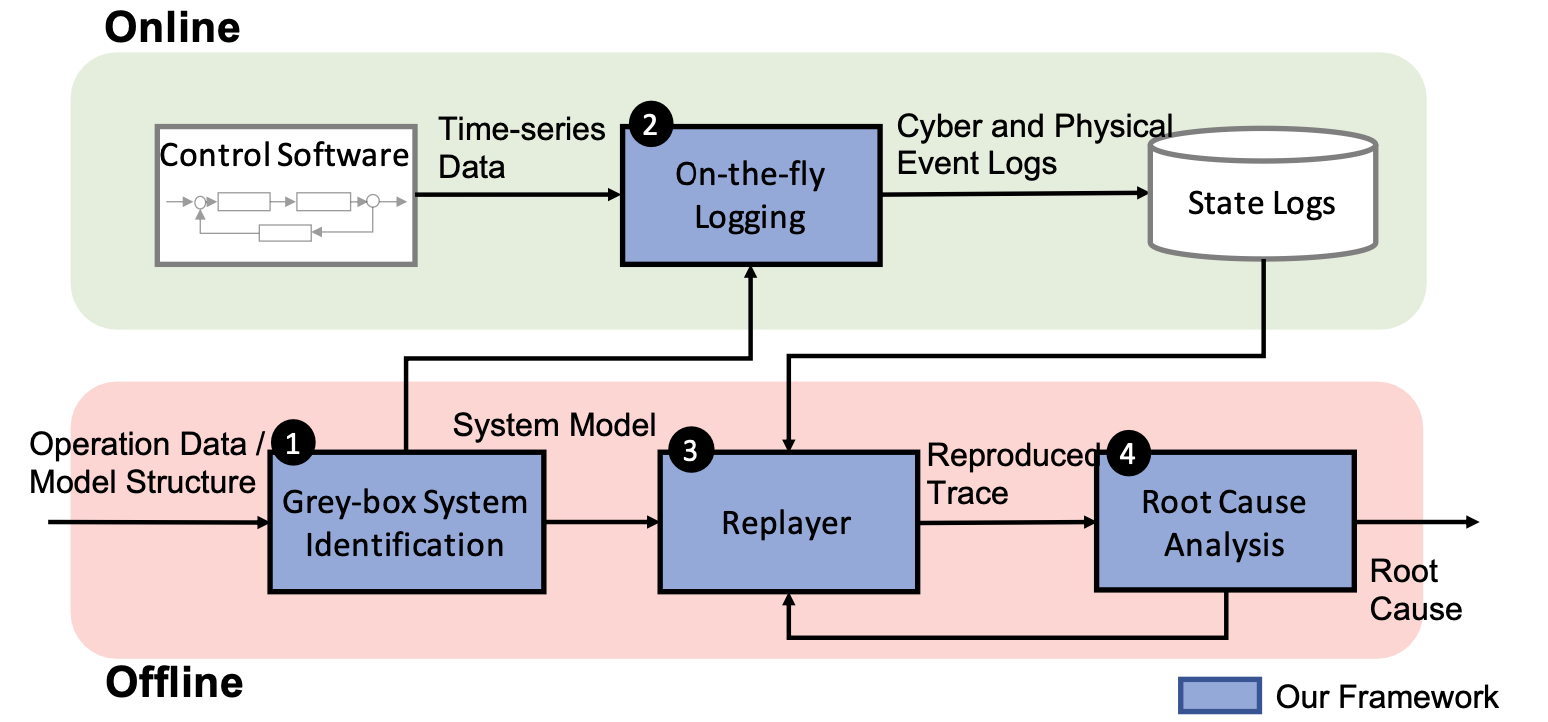 Online
Control Software
Time-series
Data
2
On-the-fly
Logging
Cyber and Physical
Event Logs
State Logs
Operation Data /
Model Structure
1
Grey-box System
Identification
System Model
3
Replayer
Reproduced
Trace
4
Root Cause
Analysis
Root
Cause
Offline
Our Framework